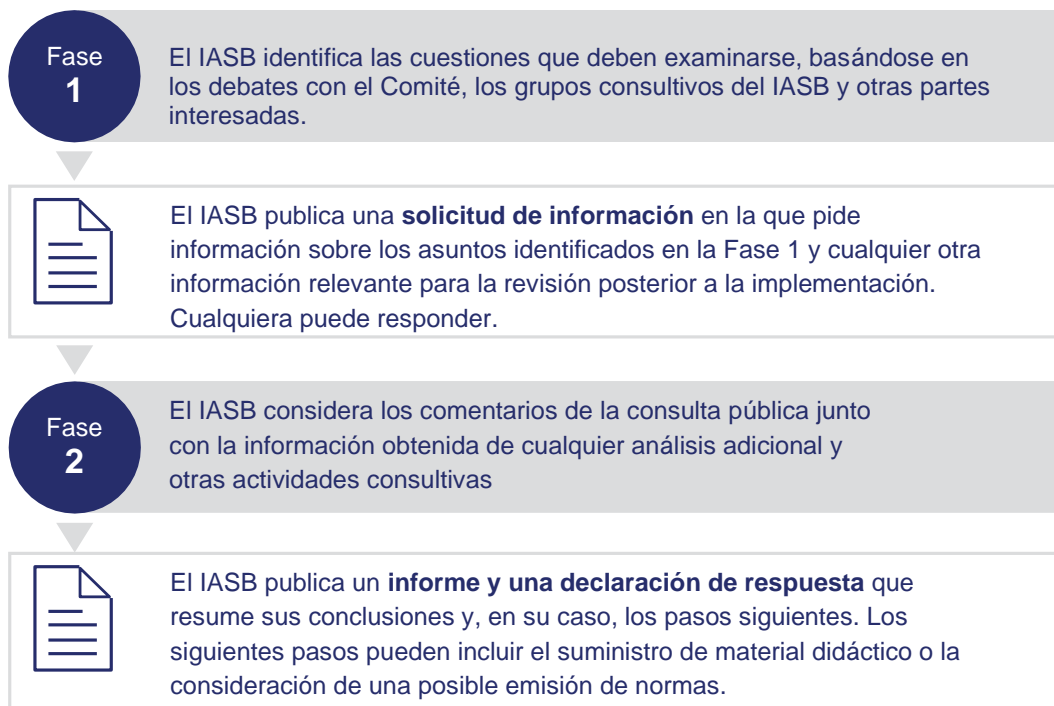 Fase
1
El IASB identifica las cuestiones que deben examinarse, basándose en
los debates con el Comité, los grupos consultivos del IASB y otras partes
interesadas.
El IASB publica una solicitud de información en la que pide
información sobre los asuntos identificados en la Fase 1 y cualquier otra
información relevante para la revisión posterior a la implementación.
Cualquiera puede responder.
Fase
2
El IASB considera los comentarios de la consulta pública junto
con la información obtenida de cualquier análisis adicional y
otras actividades consultivas
El IASB publica un informe y una declaración de respuesta que
resume sus conclusiones y, en su caso, los pasos siguientes. Los
siguientes pasos pueden incluir el suministro de material didáctico o la
consideración de una posible emisión de normas.